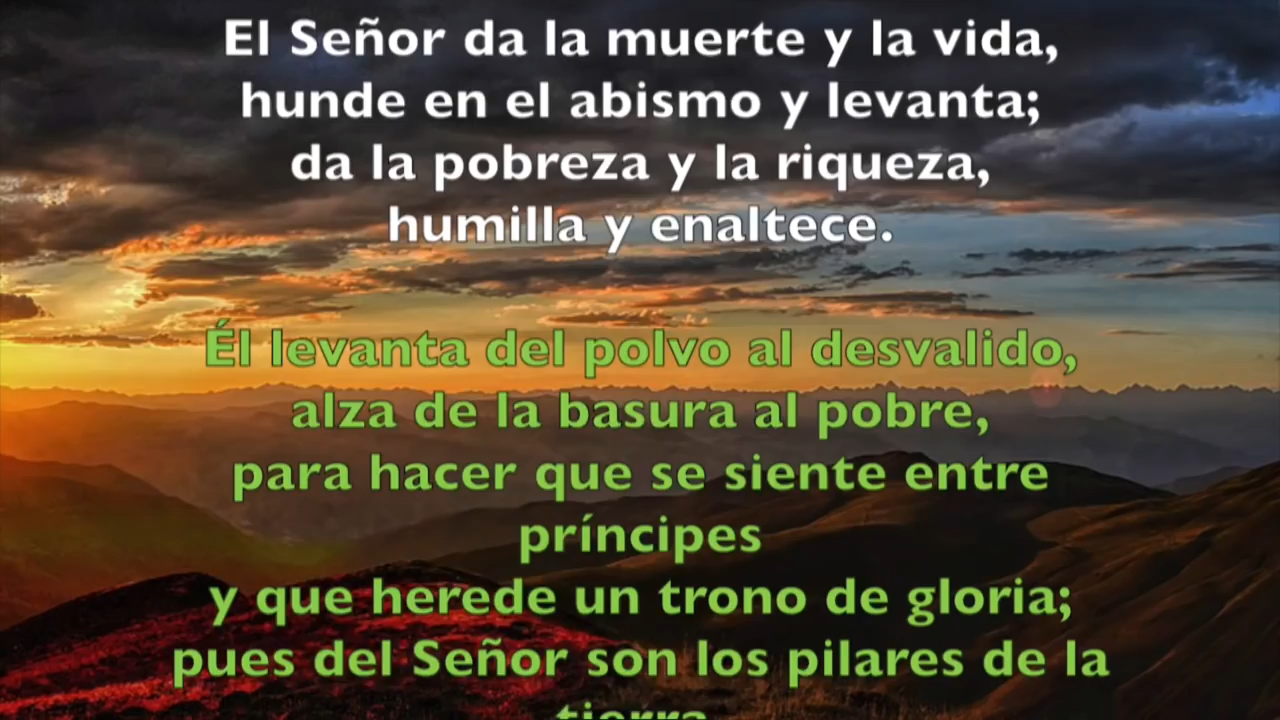 El Señor da la muerte y la vida,
hunde en el abismo y levanta;
da la pobreza y la riqueza,
humilla y enaltece.
Él levanta del polvo al desvalido,
alza de la basura al pobre,
para hacer que se siente entre
príncipes
y que herede un trono de gloria;
pues del Señor son los pilares de la
tierra